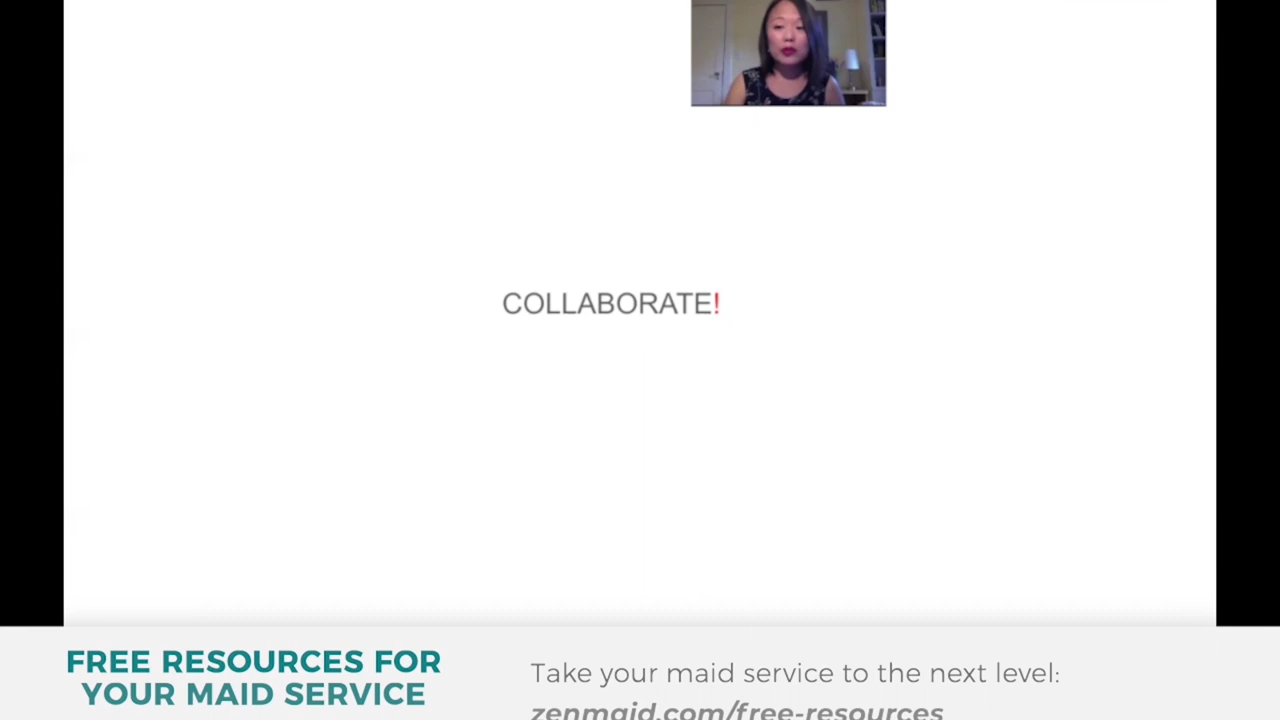 COLLABORATE!
FREE RESOURCES FOR
YOUR MAID SERVICE
Take your maid service to the next level:
zenmaid.com/free-resources